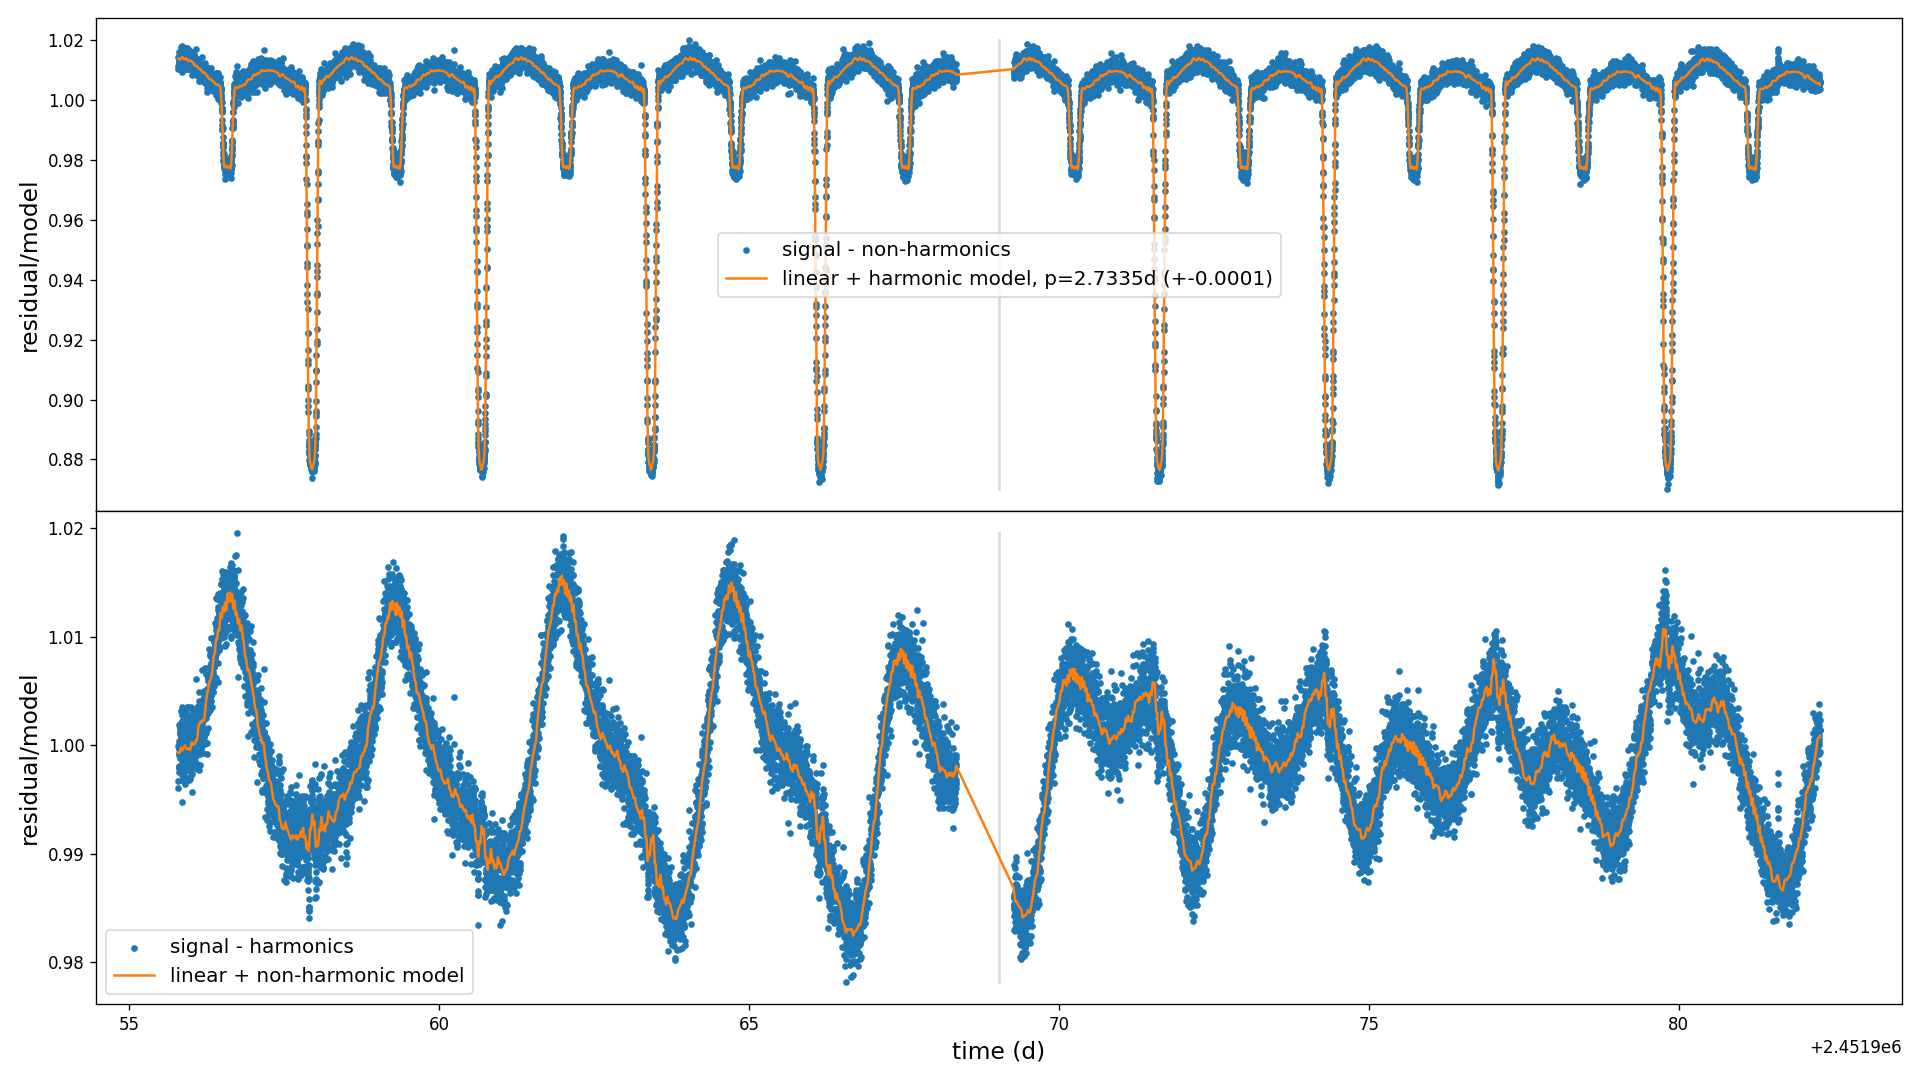 1.02
1.00
0.98
0.96
0.94
0.92
0.90
0.88
residual/model
signal - non-harmonics
linear + harmonic model, p=2.7335d (+-0.0001)
1.02
1.01
1.00
0.99
0.98
residual/model
signal - harmonics
linear + non-harmonic model
55 60 65 70 75 80
time (d)
+2.4519e6